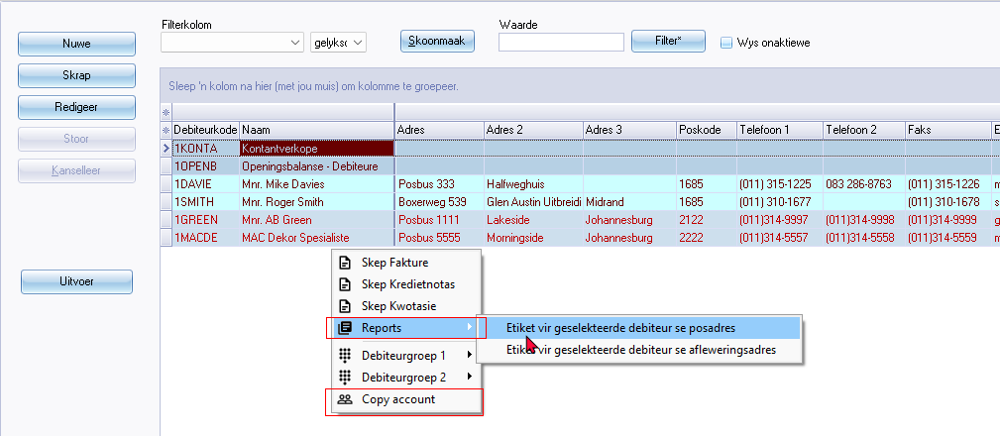 Filterkolom Waarde
Nuwe gelyksc Skoonmaak Filter* Wys onaktiewe
Skrap
Sleep 'n kolom na hier (met jou muis) om kolomme te groepeer.
Redigeer
Stoor
Debiteurkode Naam Adres Adres 2 Adres 3 Poskode Telefoon 1 Telefoon 2 Faks E
1KONTA Kontantverkope
1OPENB Openingsbalanse - Debiteure
Kanselleer
1DAVIE Mnr. Mike Davies Posbus 333 Halfweghuis 1685 (011) 315-1225 083 286-8763 (011) 315-1226 m
1SMITH Mnr. Roger Smith Boxerweg 539 Glen Austin Uitbreidi Midrand 1685 (011) 310-1677 (011) 310-1678 s
1GREEN Mnr. AB Green Posbus 1111 Lakeside Johannesburg 2122 (011)314-9997 (011)314-9998 (011)314-9999 g
1MACDE MAC Dekor Spesialiste Posbus 5555 Morningside Johannesburg 2222 (011)314-5557 (011)314-5558 (011)314-5559 m
Uitvoer
Skep Fakture
Skep Kredietnotas
Skep Kwotasie
Reports
Etiket vir geselekteerde debiteur se posadres
Etiket vir geselekteerde debiteur se afleweringsadres
Debiteurgroep 1
Debiteurgroep 2
Copy account